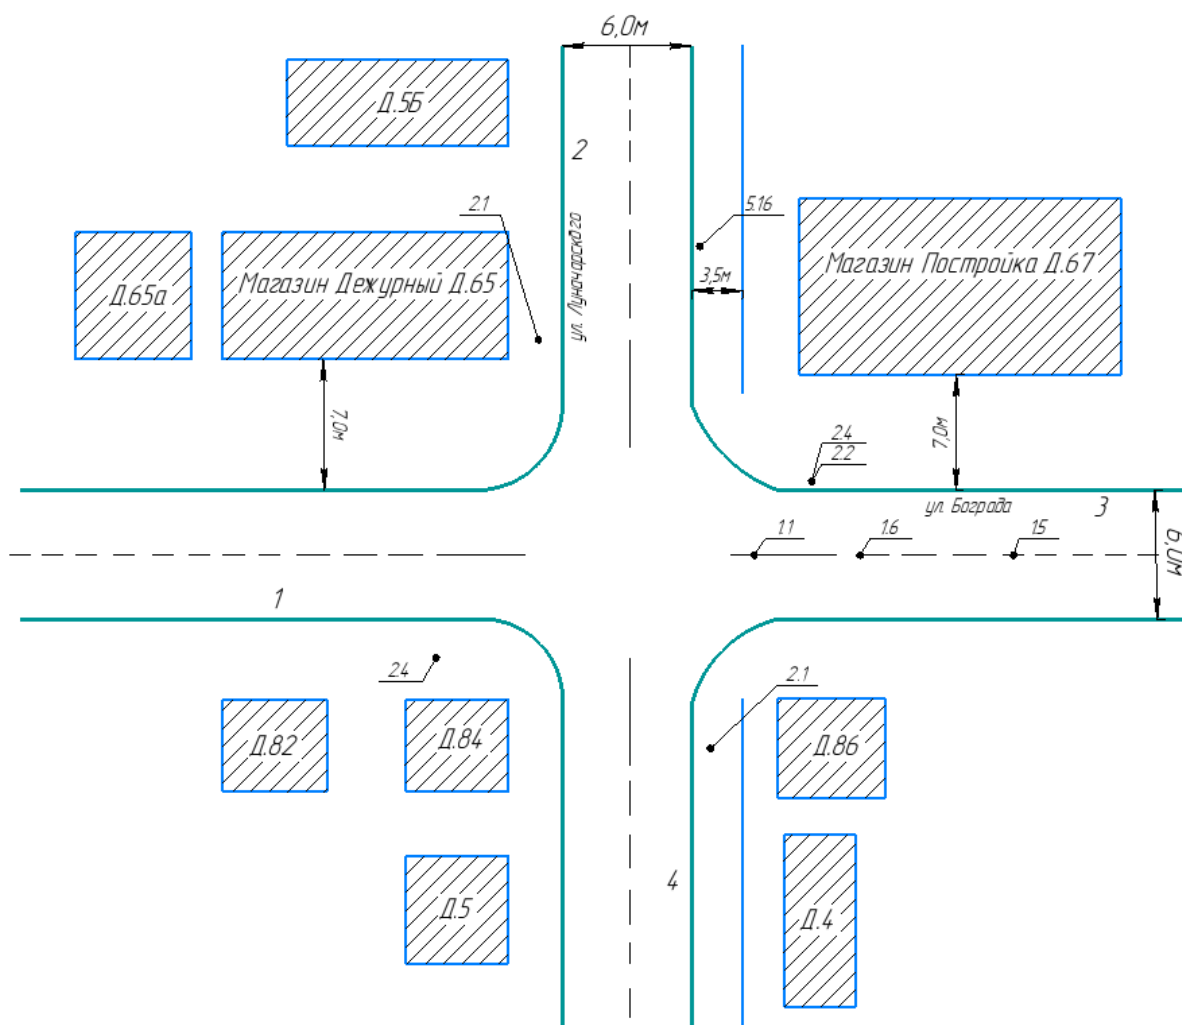 6,0м
Д.5Б
2
2.1
5.16
ул. Луначарского
Д.65а
Магазин Дежурный Д.65
3,5м
Магазин Постройка Д.67
7,0м
7,0м
2.4
2.2
ул. Бограда
3
1.1
1.6
1.5
6,0м
1
2.4
2.1
Д.82
Д.84
Д.86
4
Д.5
Д.4